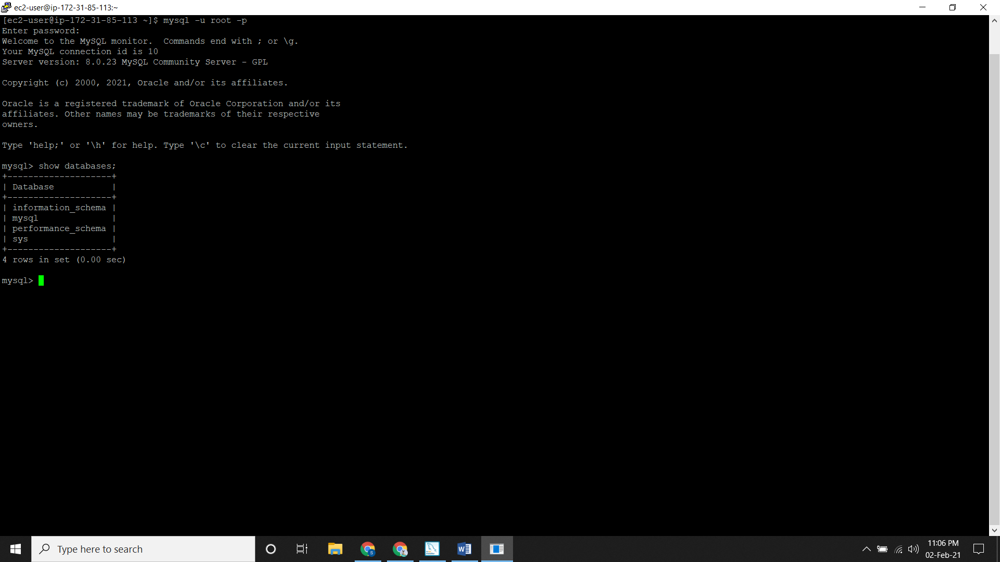 ec2-user@ip-172-31-85-113:~
[ec2-user@ip-172-31-85-113 ~]$ mysql -u root -p
Enter password:
Welcome to the MySQL monitor.  Commands end with ; or \g.
Your MySQL connection id is 10
Server version: 8.0.23 MySQL Community Server - GPL
Copyright (c) 2000, 2021, Oracle and/or its affiliates.
Oracle is a registered trademark of Oracle Corporation and/or its
affiliates. Other names may be trademarks of their respective
owners.
Type 'help;' or '\h' for help. Type '\c' to clear the current input statement.
mysql> show databases;
+--------------------+
| Database           |
+--------------------+
| information_schema |
| mysql              |
| performance_schema |
| sys                |
+--------------------+
4 rows in set (0.00 sec)
mysql>
Type here to search
11:06 PM
02-Feb-21